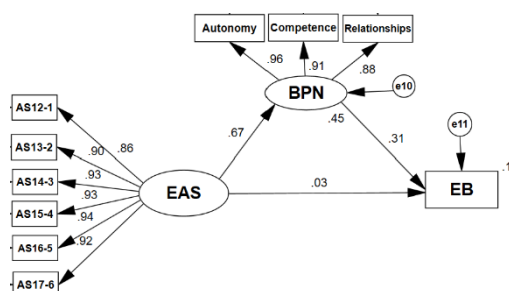 Autonomy Competence Relationships
.96 .91 .88
BPN
e10
AS12-1
.67 .45
e11
.86
.31
AS13-2
.90
.93
AS14-3
EAS
.03
.93
EB
AS15-4
.94
AS16-5
.92
AS17-6